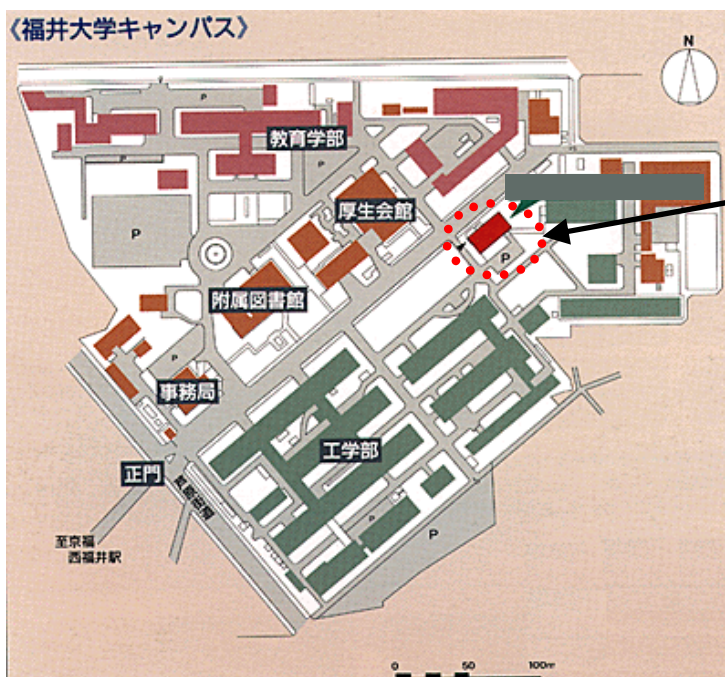 《福井大学キャンパス》
N
P
教育学部
P
厚生会館
P
P
附属図書館
P
事務局
工学部
正門
P
P
至京福
西福井駅
0 50 100m